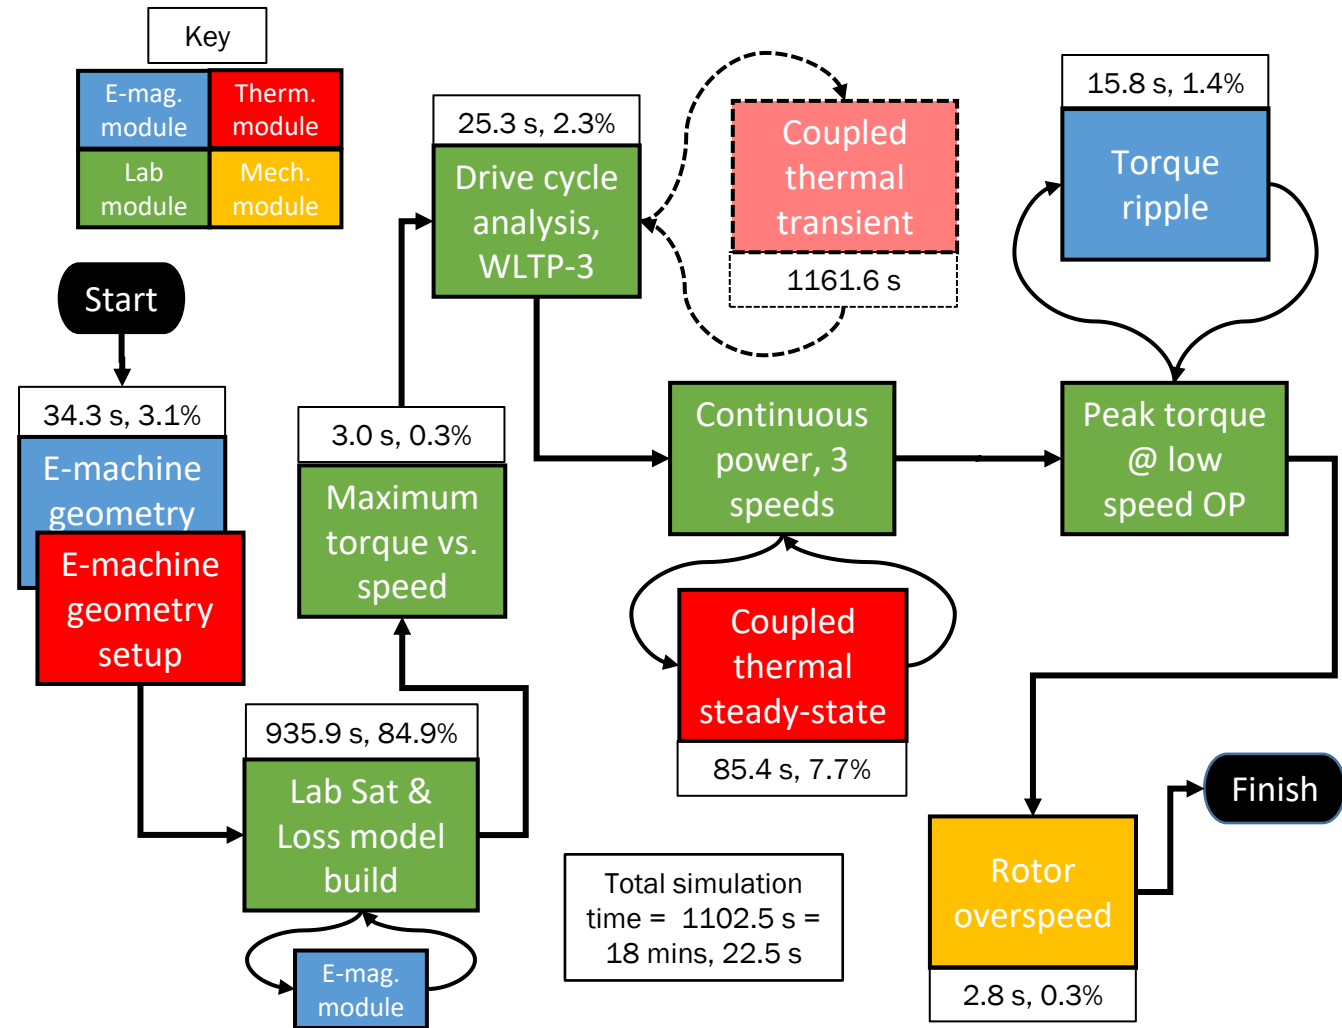 Key
E-mag.
module
Therm.
module
Lab
module
Mech.
module
Start
34.3 s, 3.1%
E-machine
geometry
E-machine
geometry
setup
935.9 s, 84.9%
Lab Sat &
Loss model
build
E-mag.
module
3.0 s, 0.3%
Maximum
torque vs.
speed
25.3 s, 2.3%
Drive cycle
analysis,
WLTP-3
Coupled
thermal
transient
1161.6 s
Continuous
power, 3
speeds
Coupled
thermal
steady-state
85.4 s, 7.7%
15.8 s, 1.4%
Torque
ripple
Peak torque
@ low
speed OP
Rotor
overspeed
2.8 s, 0.3%
Finish
Total simulation
time = 1102.5 s =
18 mins, 22.5 s